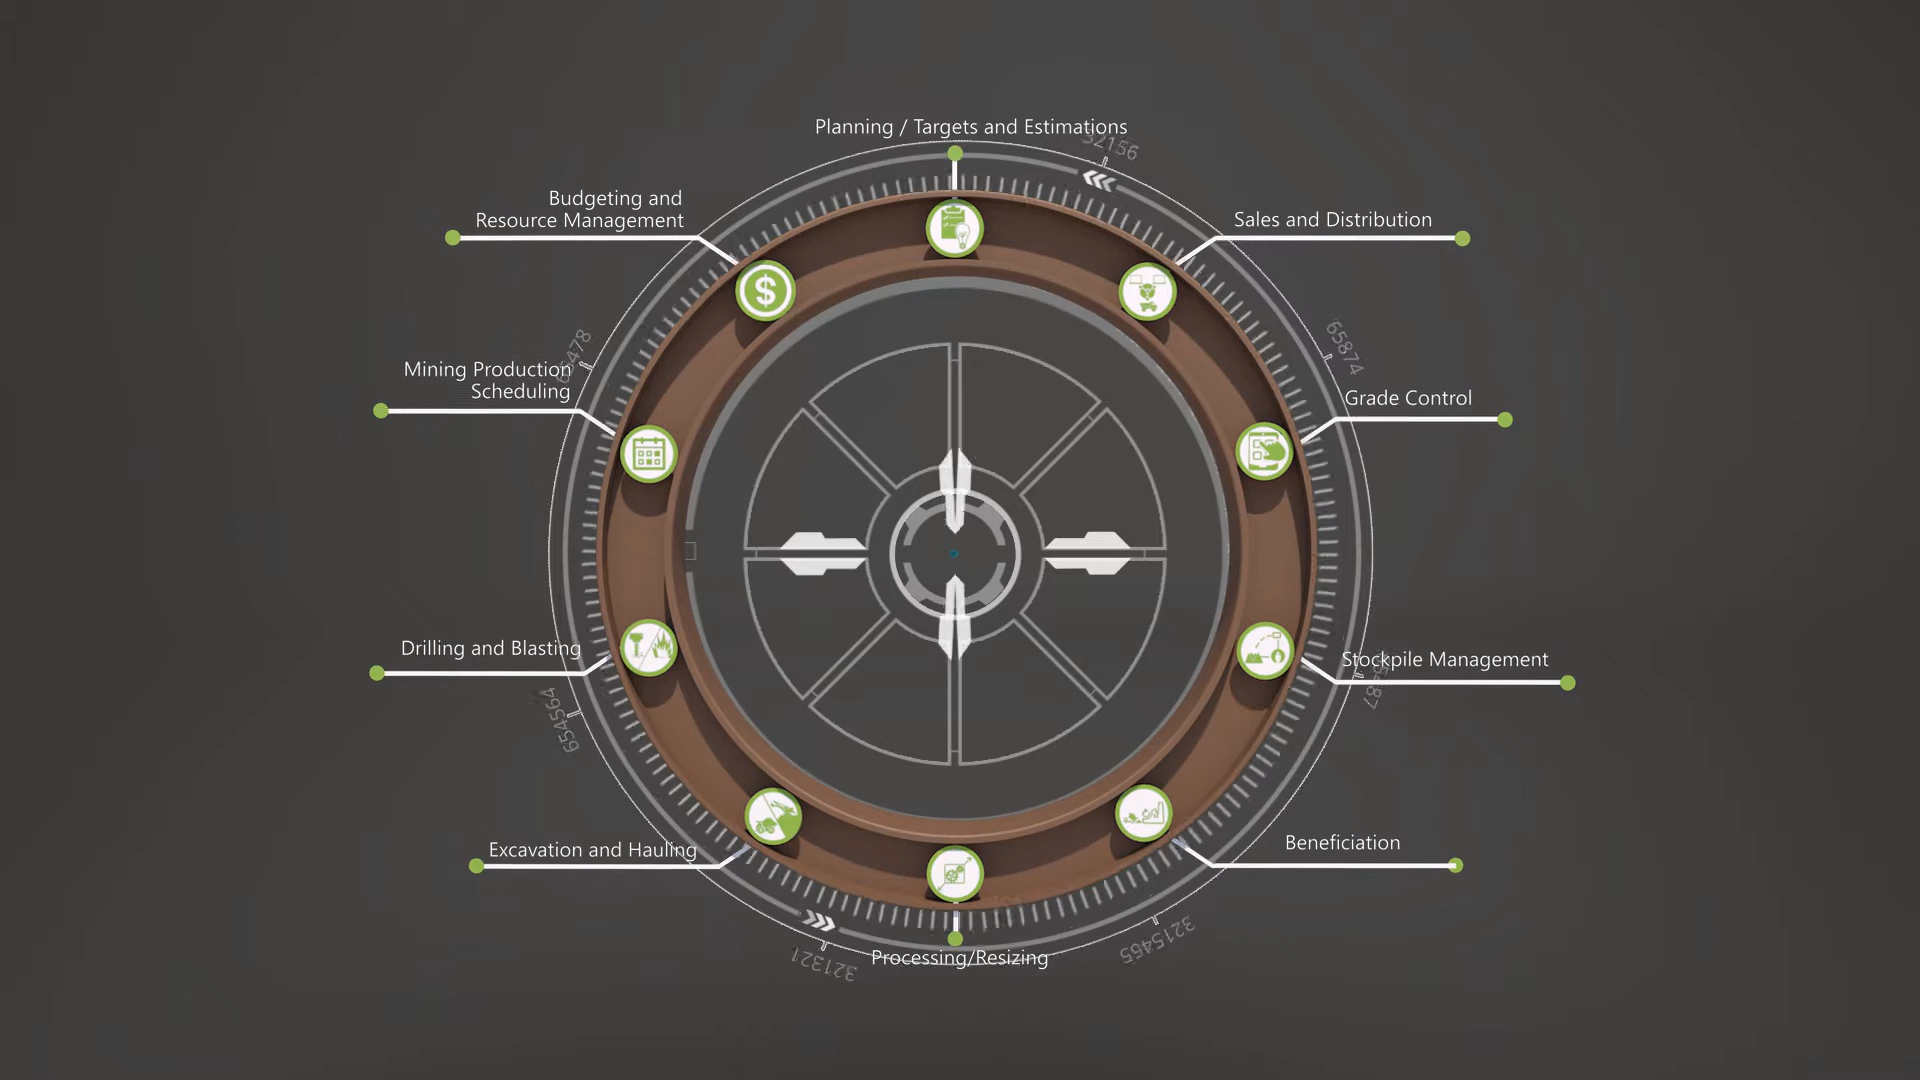 Planning / Targets and Estimations
32156
Budgeting and
Resource Management
Sales and Distribution
65874
Mining Production
Scheduling
Grade Control
Drilling and Blasting
Stockpile Management
654564
Excavation and Hauling
Beneficiation
3215465
321321
Processing/Resizing
$